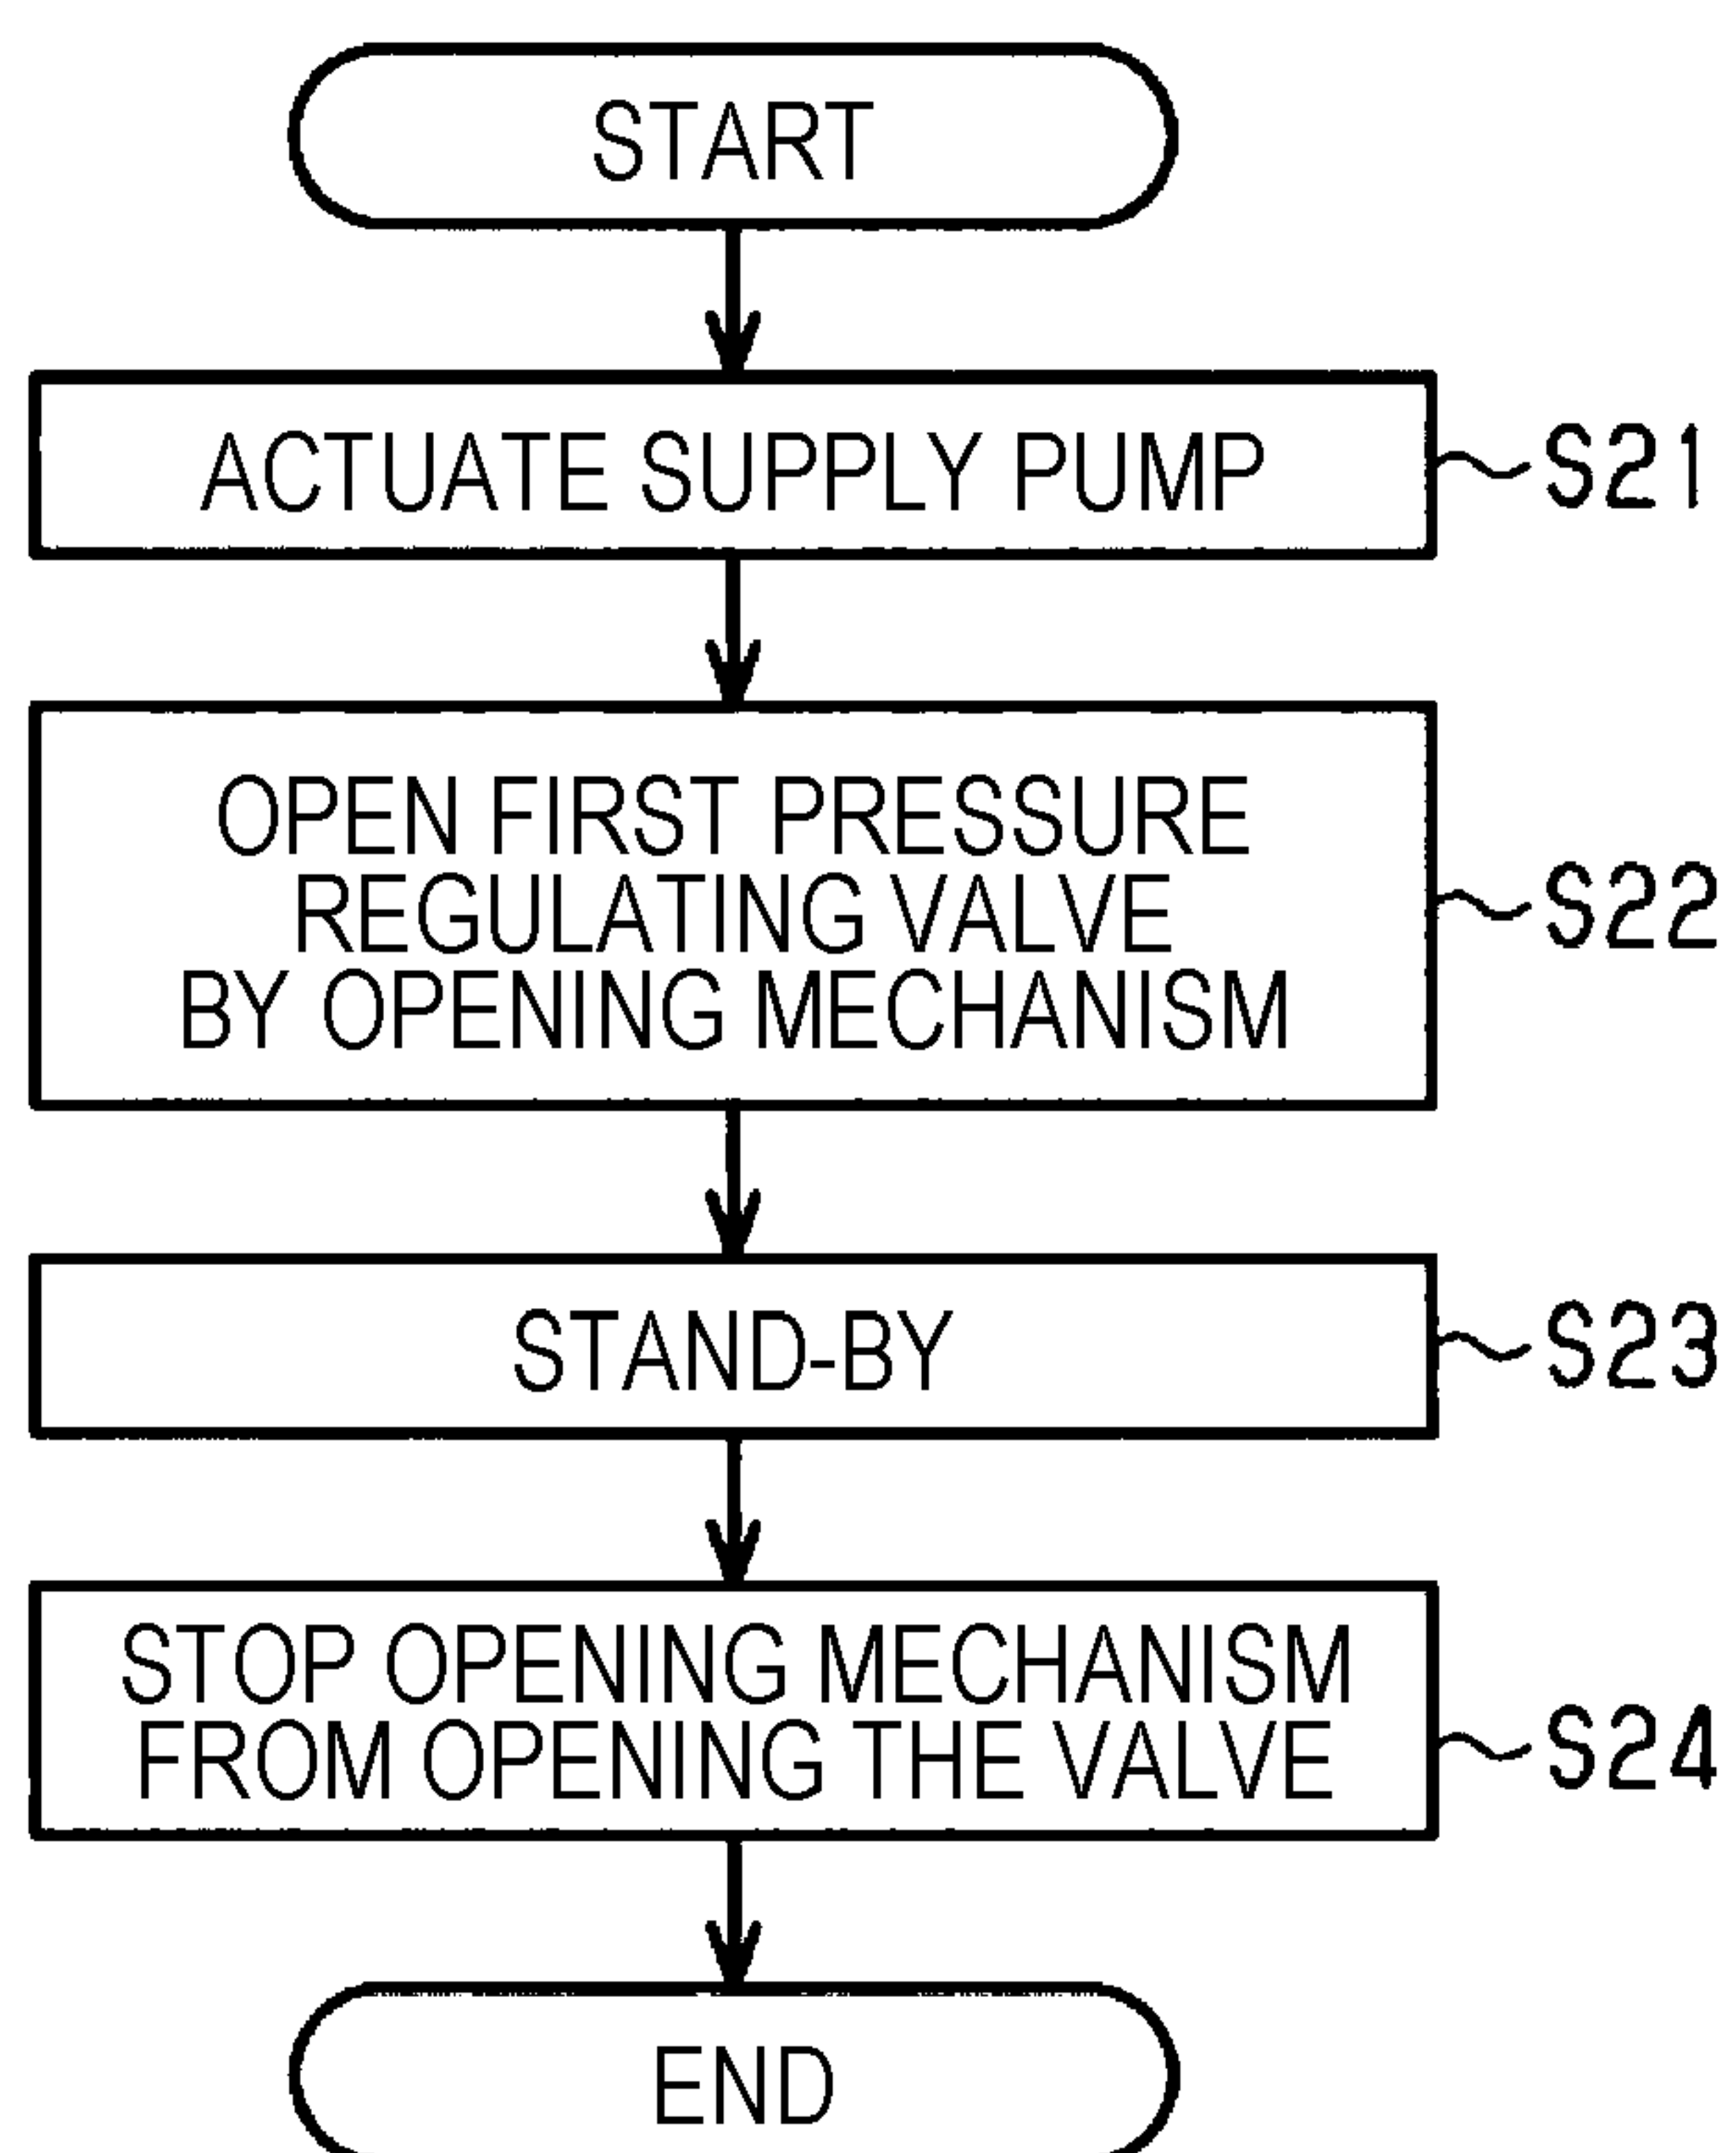 START
ACTUATE SUPPLY PUMP
S21
OPEN FIRST PRESSURE
REGULATING VALVE
BY OPENING MECHANISM
S22
STAND-BY
S23
STOP OPENING MECHANISM
FROM OPENING THE VALVE
S24
END